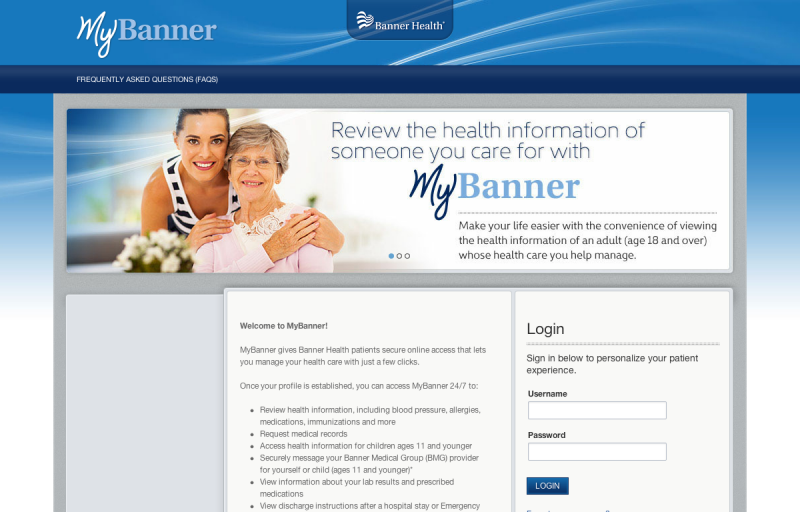 MyBanner
Banner Health
FREQUENTLY ASKED QUESTIONS (FAQS)
Review the health information of
someone you care for with
MyBanner
Make your life easier with the convenience of viewing
the health information of an adult (age 18 and over)
whose health care you help manage.
Welcome to MyBanner!
MyBanner gives Banner Health patients secure online access that lets
you manage your health care with just a few clicks.
Once your profile is established, you can access MyBanner 24/7 to:
Review health information, including blood pressure, allergies,
medications, immunizations and more
Request medical records
Access health information for children ages 11 and younger
Securely message your Banner Medical Group (BMG) provider
for yourself or child (ages 11 and younger)*
View information about your lab results and prescribed
medications
View discharge instructions after a hospital stay or Emergency
Login
Sign in below to personalize your patient
experience.
Username
Password
LOGIN